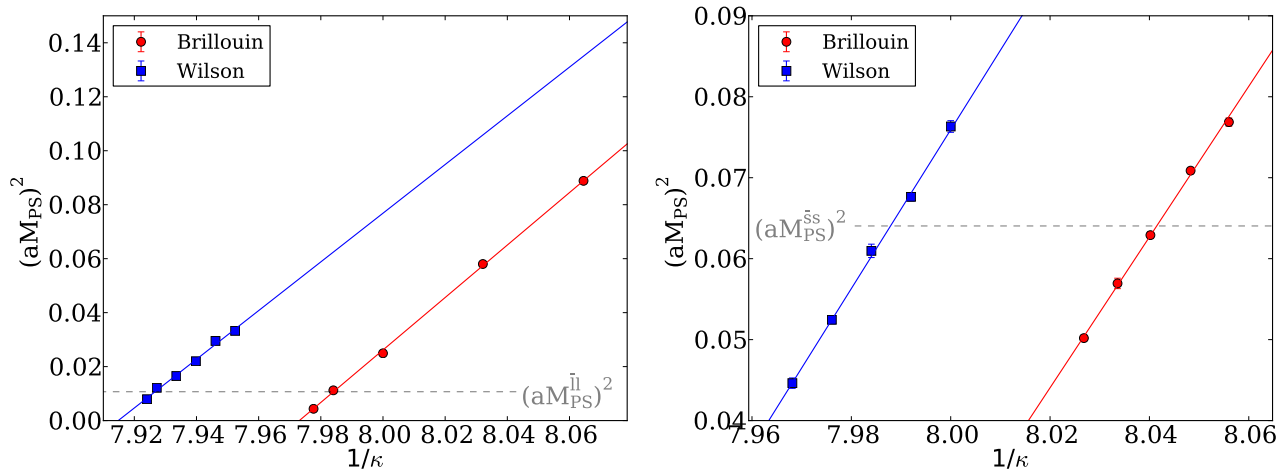 0.14
0.12
0.10
0.08
0.06
0.04
0.02
0.00
(aM_PS)^2
Brillouin
Wilson
(aM_PS^{l̄l})^2
7.92 7.94 7.96 7.98 8.00 8.02 8.04 8.06
1/κ
0.09
0.08
0.07
0.06
0.05
0.04
(aM_PS)^2
Brillouin
Wilson
(aM_PS^{s̄s})^2
7.96 7.98 8.00 8.02 8.04 8.06
1/κ